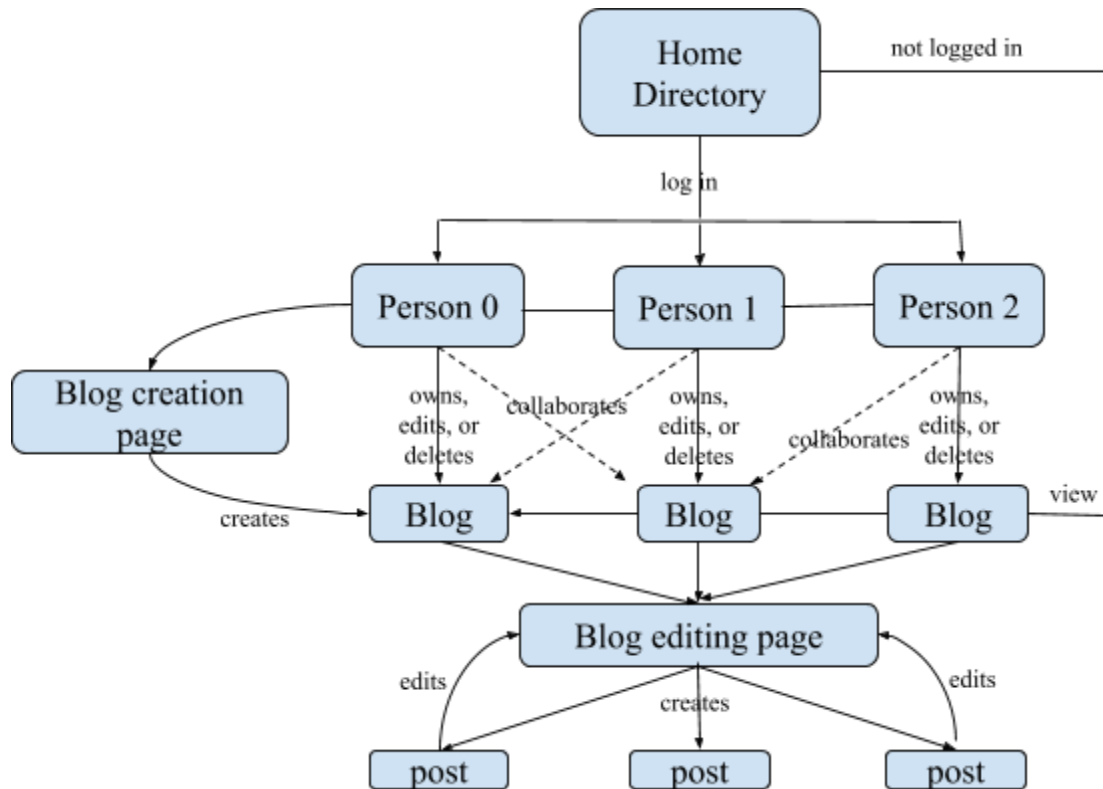 Home
Directory
not logged in
log in
Person 0
Person 1
Person 2
Blog creation
page
owns,
edits, or
deletes
collaborates
owns,
edits, or
deletes
collaborates
owns,
edits, or
deletes
creates
Blog
Blog
Blog
view
Blog editing page
edits
creates
edits
post
post
post